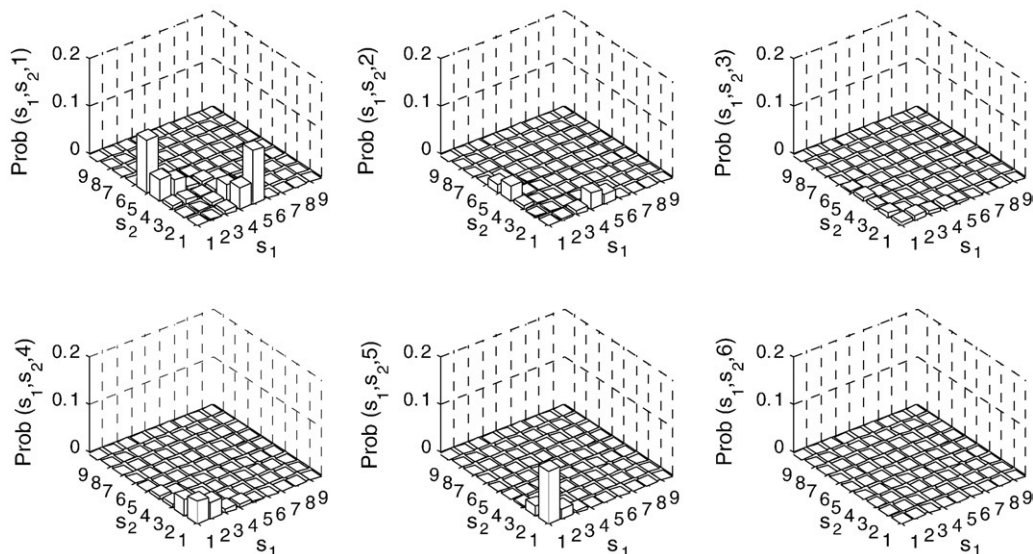 Prob (s1,s2,1)
0.2
0.1
0
9 8 7 6 5 4 3 2 1
s2
1 2 3 4 5 6 7 8 9
s1
Prob (s1,s2,2)
0.2
0.1
0
9 8 7 6 5 4 3 2 1
s2
1 2 3 4 5 6 7 8 9
s1
Prob (s1,s2,3)
0.2
0.1
0
9 8 7 6 5 4 3 2 1
s2
1 2 3 4 5 6 7 8 9
s1
Prob (s1,s2,4)
0.2
0.1
0
9 8 7 6 5 4 3 2 1
s2
1 2 3 4 5 6 7 8 9
s1
Prob (s1,s2,5)
0.2
0.1
0
9 8 7 6 5 4 3 2 1
s2
1 2 3 4 5 6 7 8 9
s1
Prob (s1,s2,6)
0.2
0.1
0
9 8 7 6 5 4 3 2 1
s2
1 2 3 4 5 6 7 8 9
s1